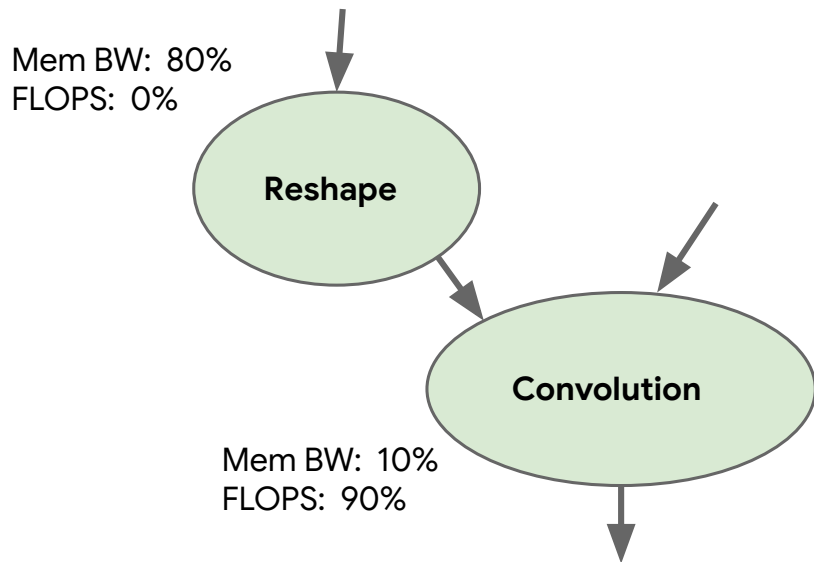 Mem BW: 80%
FLOPS: 0%
Reshape
Convolution
Mem BW: 10%
FLOPS: 90%